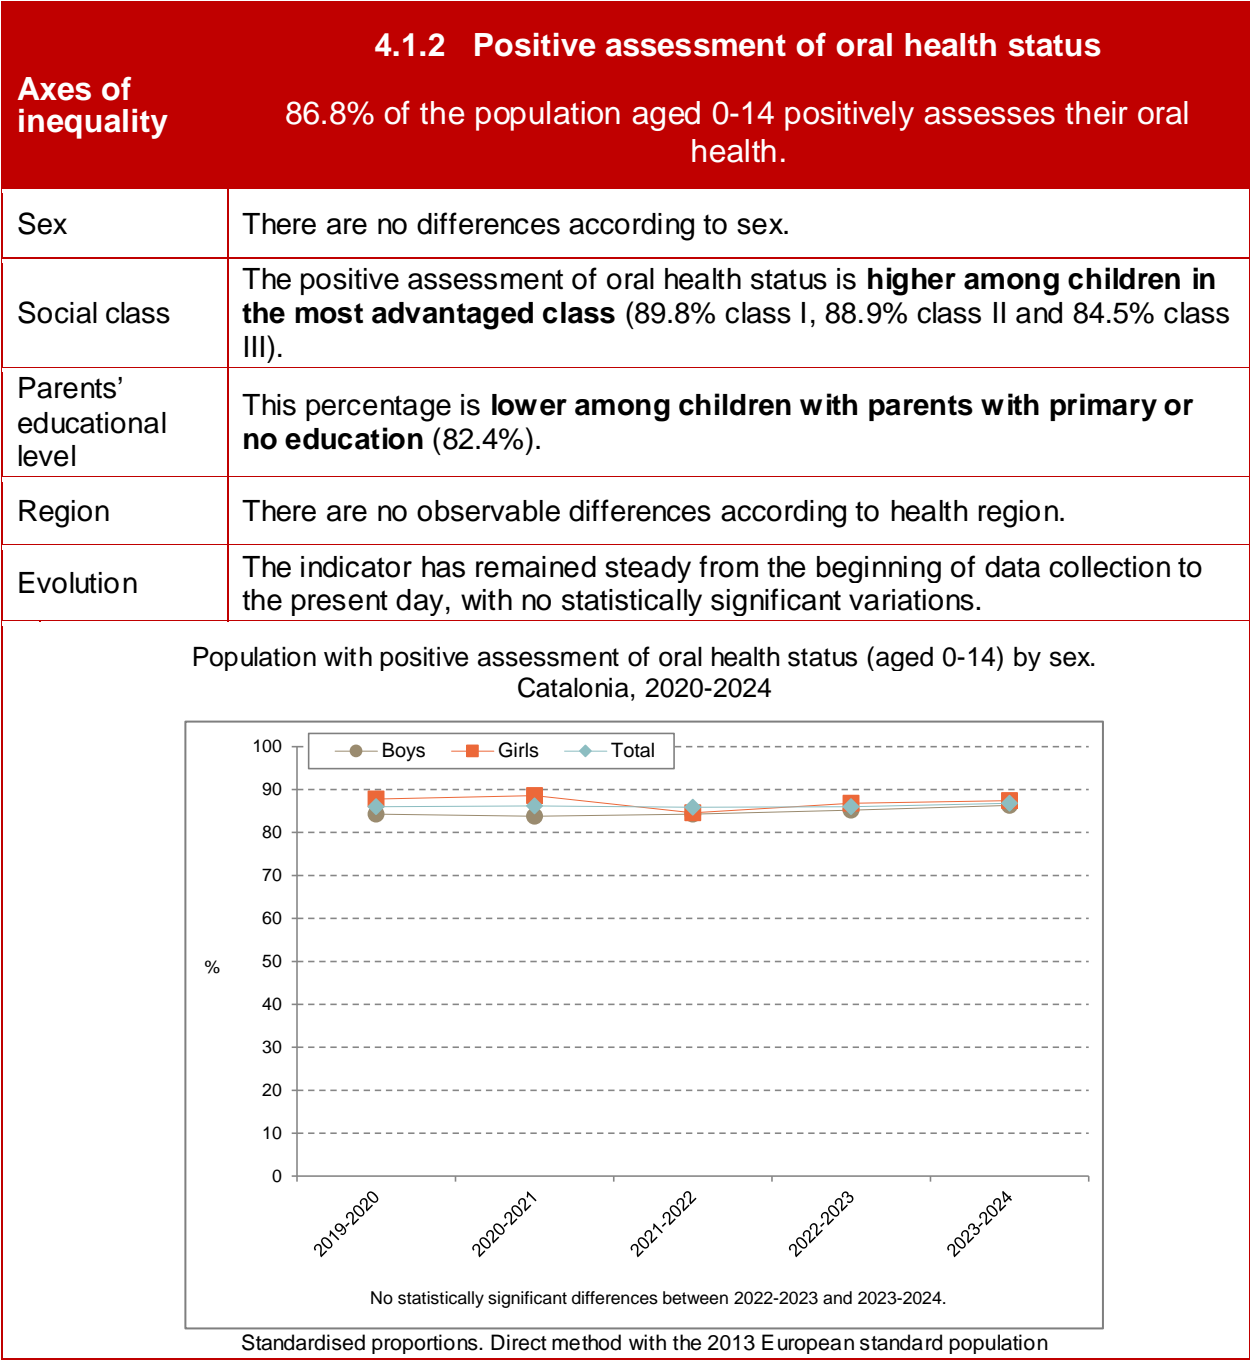 Axes of
inequality
4.1.2 Positive assessment of oral health status
86.8% of the population aged 0-14 positively assesses their oral
health.
Sex
There are no differences according to sex.
Social class
The positive assessment of oral health status is higher among children in
the most advantaged class (89.8% class I, 88.9% class II and 84.5% class
III).
Parents’
educational
level
This percentage is lower among children with parents with primary or
no education (82.4%).
Region
There are no observable differences according to health region.
Evolution
The indicator has remained steady from the beginning of data collection to
the present day, with no statistically significant variations.
Population with positive assessment of oral health status (aged 0-14) by sex.
Catalonia, 2020-2024
Boys Girls Total
100
90
80
70
60
50
40
30
20
10
0
%
2019-2020
2020-2021
2021-2022
2022-2023
2023-2024
No statistically significant differences between 2022-2023 and 2023-2024.
Standardised proportions. Direct method with the 2013 European standard population